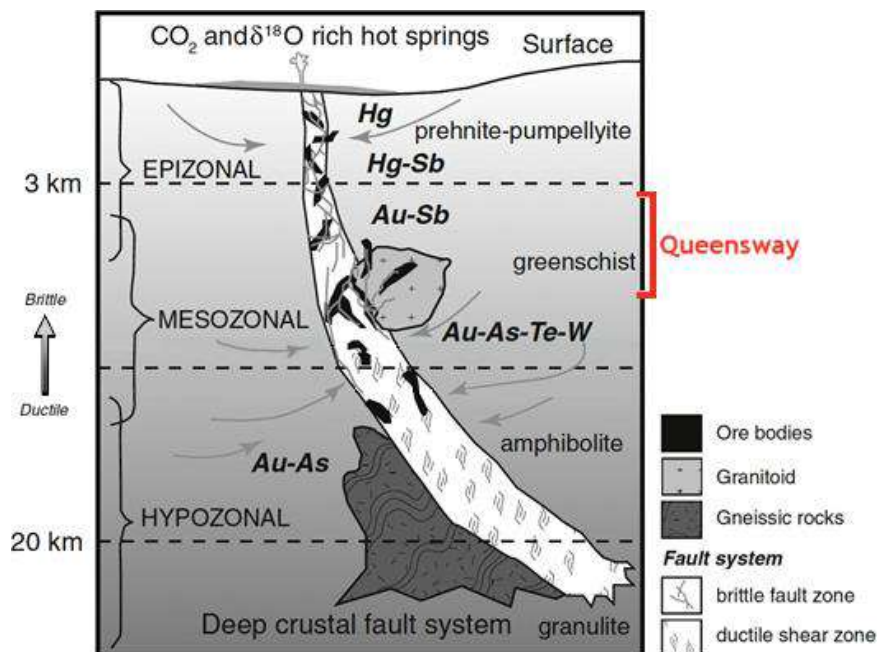 CO₂ and δ¹⁸O rich hot springs
Surface
Hg
prehnite-pumpellyite
EPIZONAL
Hg-Sb
3 km
Au-Sb
Queensway
greenschist
Brittle
MESOZONAL
Au-As-Te-W
Ductile
Ore bodies
amphibolite
Au-As
Granitoid
HYPOZONAL
Gneissic rocks
20 km
Fault system
brittle fault zone
Deep crustal fault system
granulite
ductile shear zone